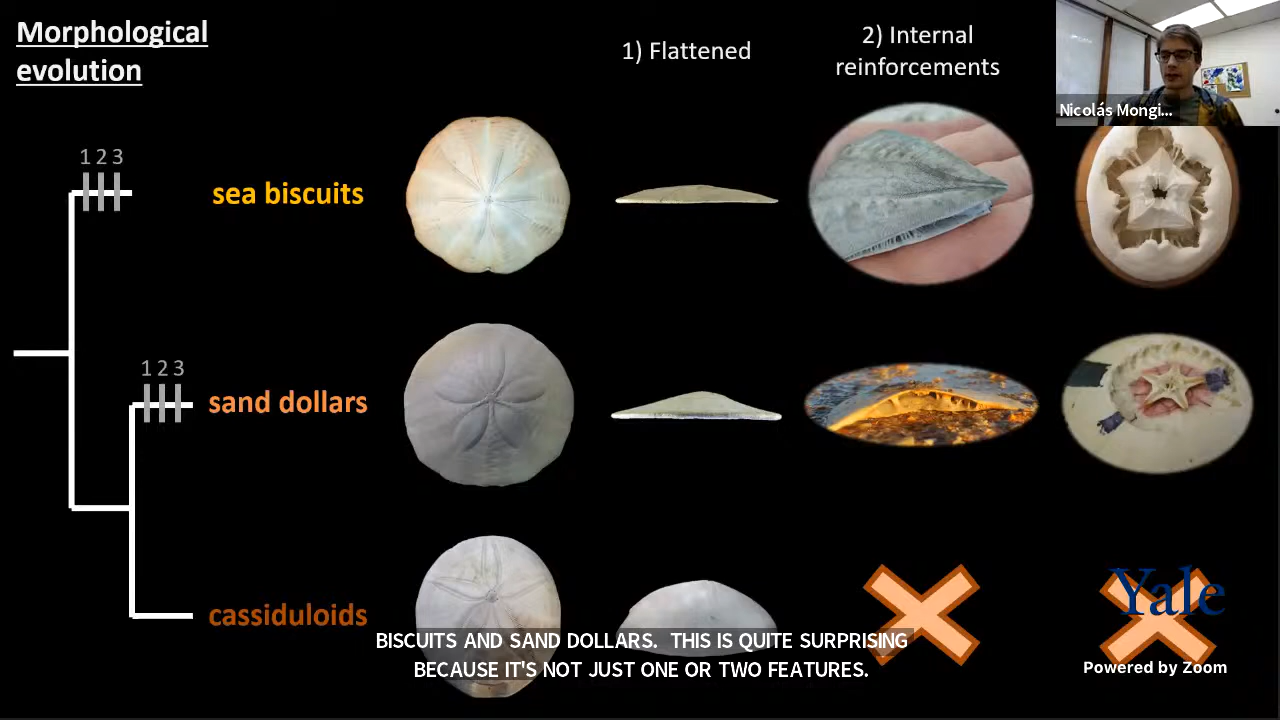 Morphological
evolution
1) Flattened
2) Internal
reinforcements
Nicolás Mongi...
1 2 3
sea biscuits
1 2 3
sand dollars
cassiduloids
Yale
BISCUITS AND SAND DOLLARS. THIS IS QUITE SURPRISING
BECAUSE IT'S NOT JUST ONE OR TWO FEATURES.
Powered by Zoom